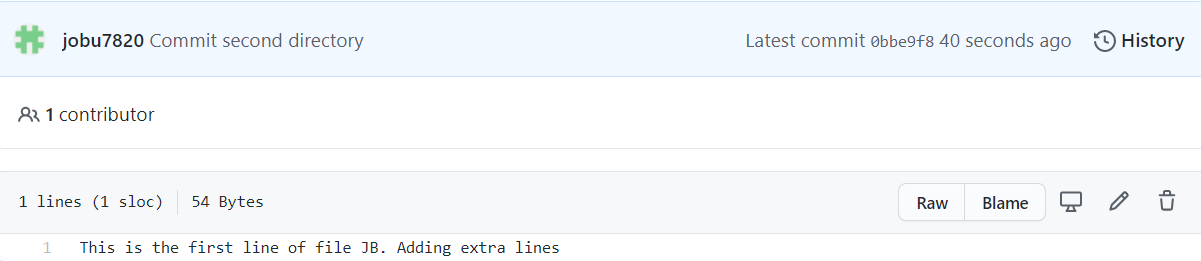 jobu7820 Commit second directory Latest commit 0bbe9f8 40 seconds ago History
1 contributor
1 lines (1 sloc) 54 Bytes Raw Blame
1 This is the first line of file JB. Adding extra lines